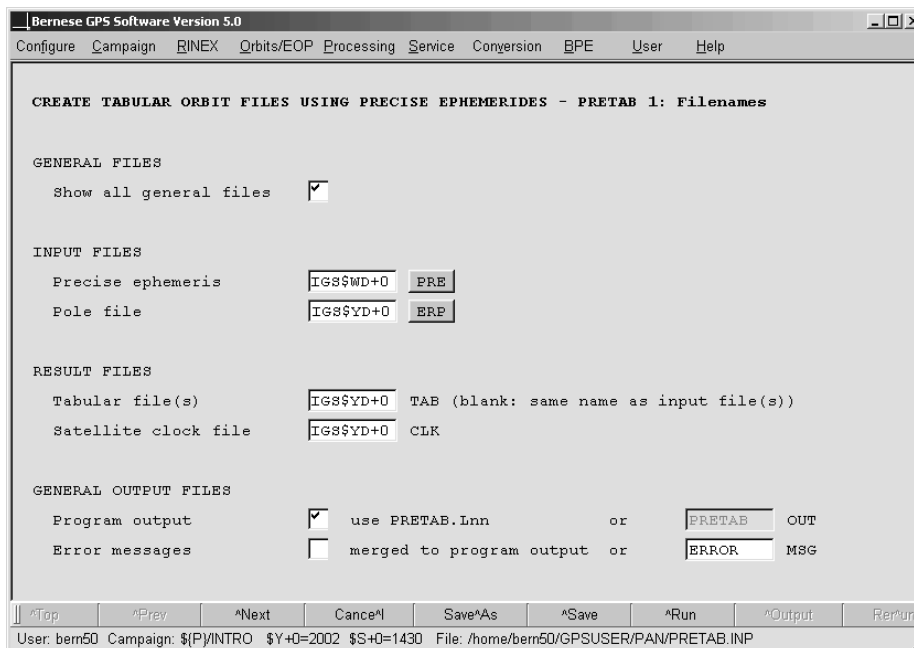 Bernese GPS Software Version 5.0
Configure Campaign RINEX Orbits/EOP Processing Service Conversion BPE User Help
CREATE TABULAR ORBIT FILES USING PRECISE EPHEMERIDES - PRETAB 1: Filenames
GENERAL FILES
Show all general files
INPUT FILES
Precise ephemeris IGS$WD+0 PRE
Pole file IGS$YD+0 ERP
RESULT FILES
Tabular file(s) IGS$YD+0 TAB (blank: same name as input file(s))
Satellite clock file IGS$YD+0 CLK
GENERAL OUTPUT FILES
Program output use PRETAB.Lnn or PRETAB OUT
Error messages merged to program output or ERROR MSG
^Top ^Prev ^Next Cance^l Save^As ^Save ^Run ^Output Rer^un
User: bern50 Campaign: ${P}/INTRO $Y+0=2002 $S+0=1430 File: /home/bern50/GPSUSER/PAN/PRETAB.INP